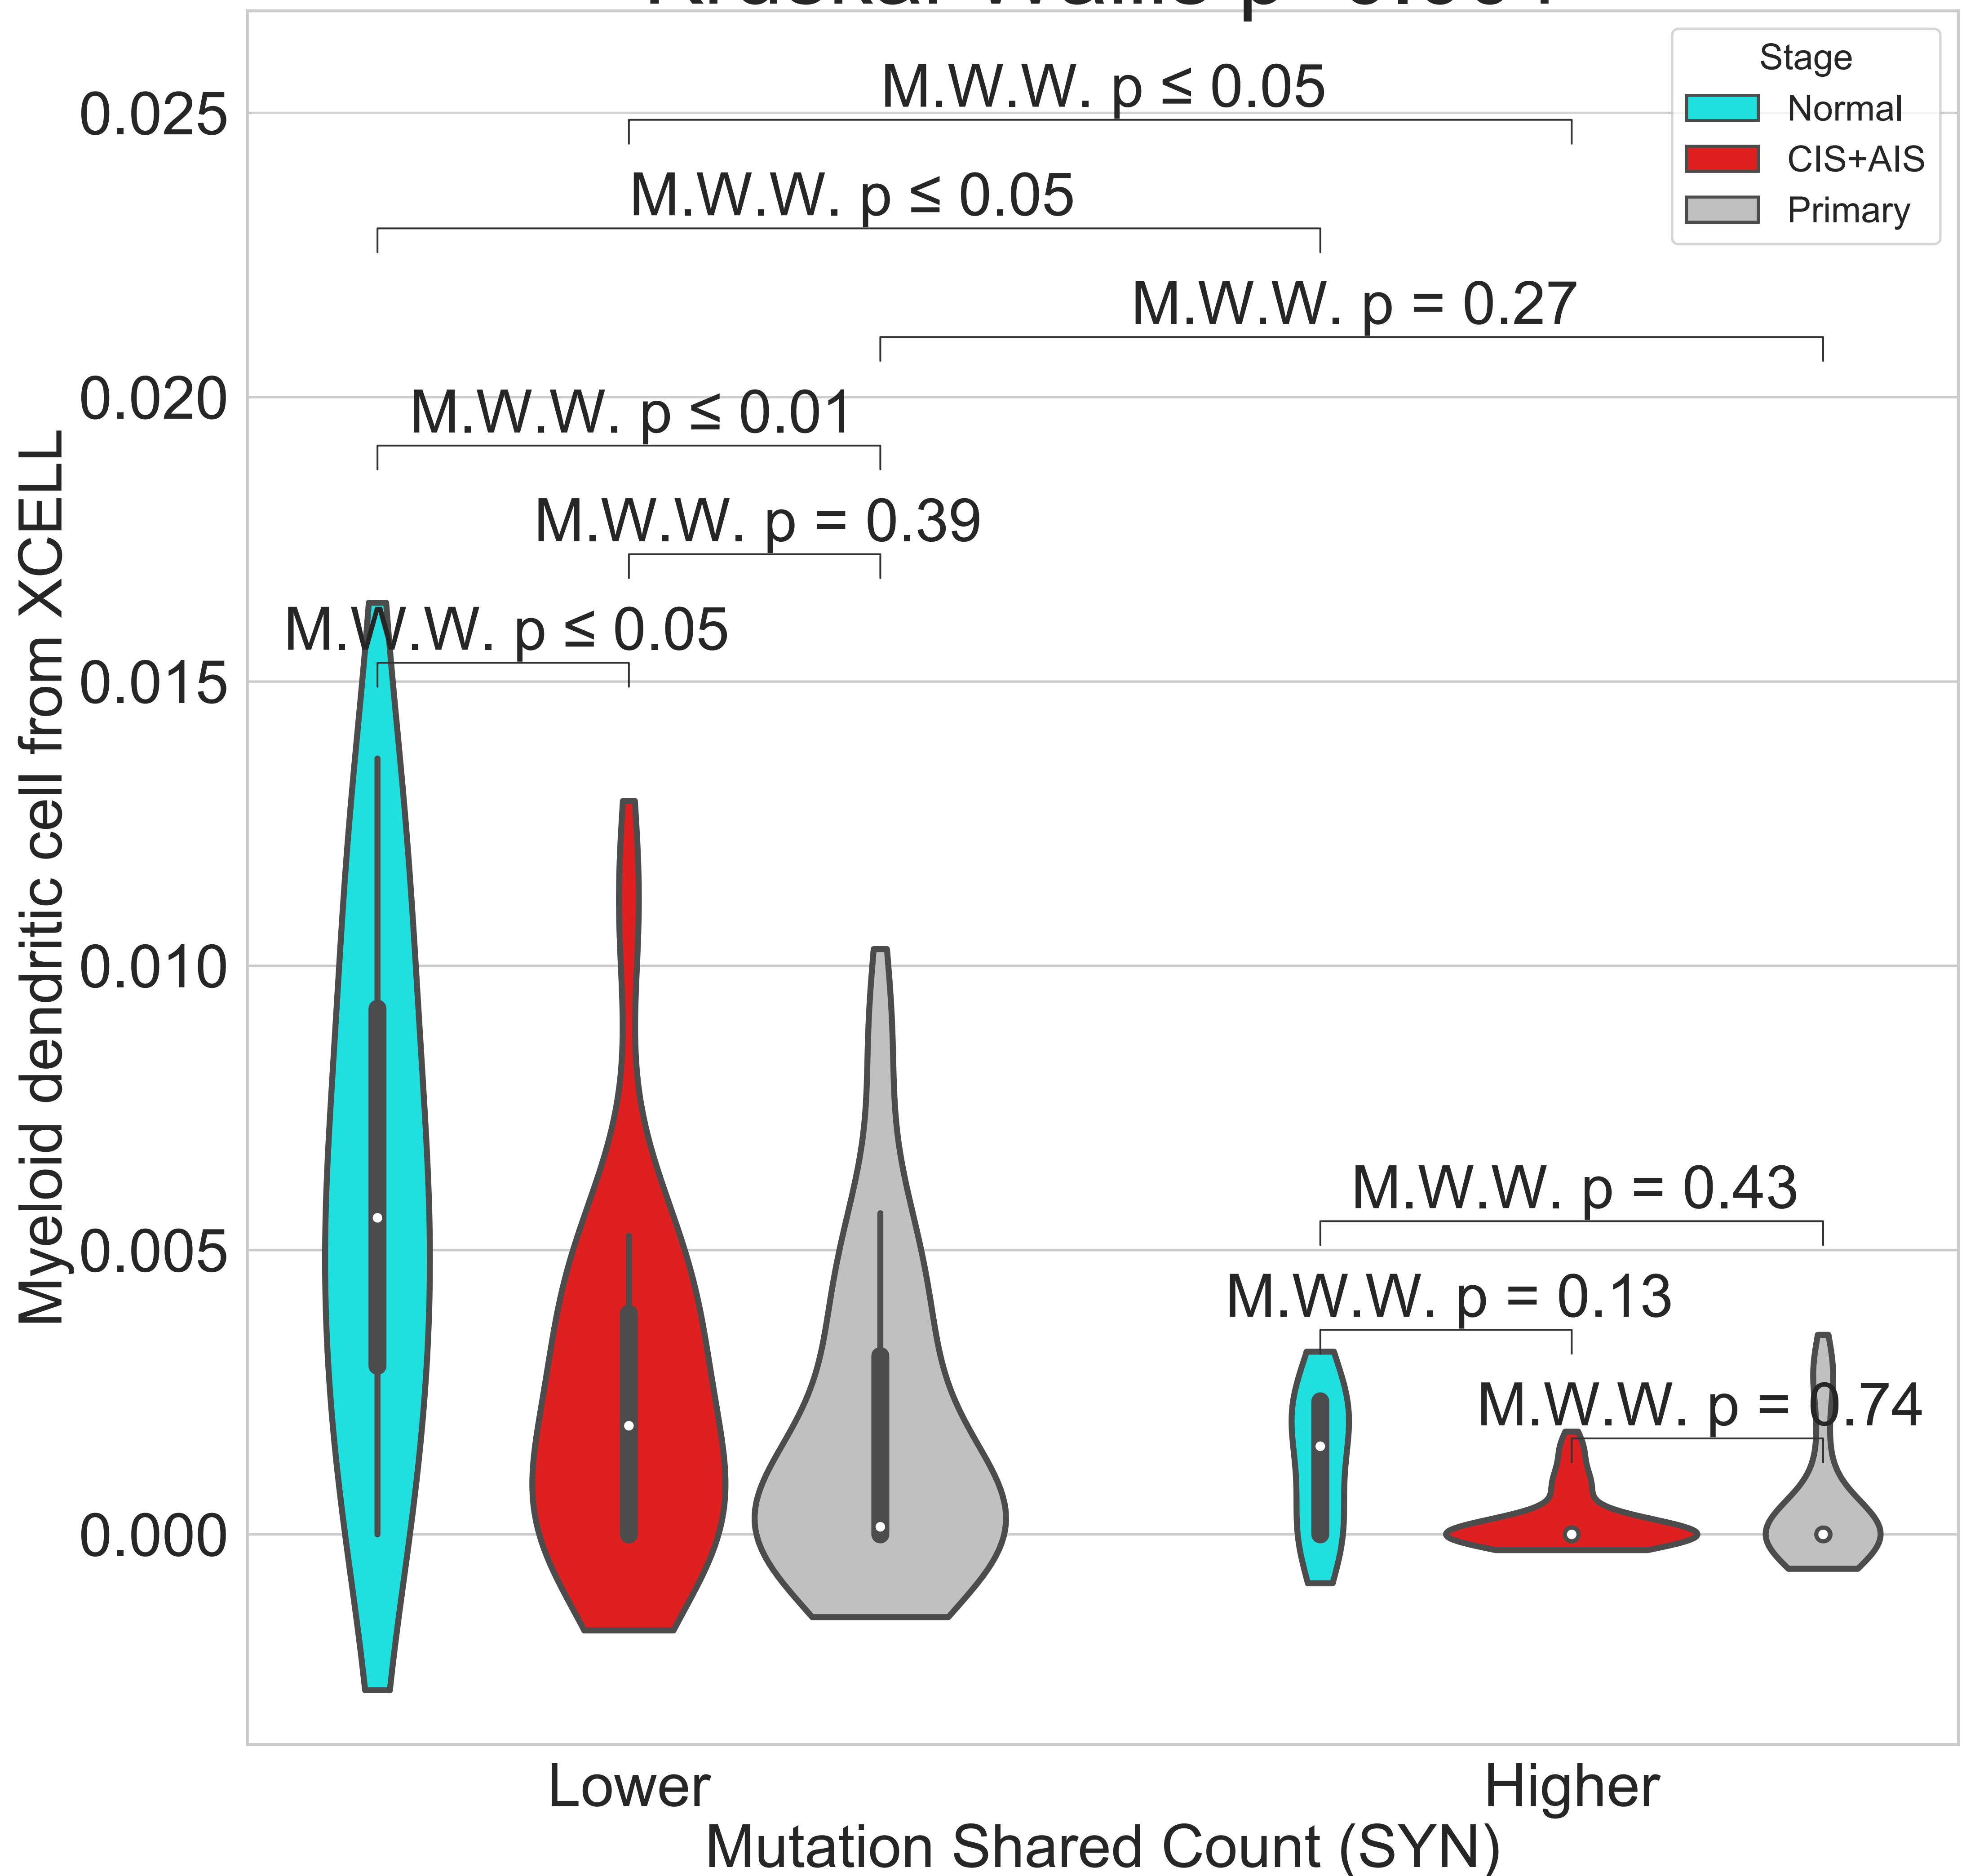 Stage
Normal
CIS+AIS
Primary
M.W.W. p ≤ 0.05
M.W.W. p ≤ 0.05
M.W.W. p = 0.27
M.W.W. p ≤ 0.01
M.W.W. p = 0.39
M.W.W. p ≤ 0.05
M.W.W. p = 0.43
M.W.W. p = 0.13
M.W.W. p = 0.74
0.025
0.020
0.015
0.010
0.005
0.000
Myeloid dendritic cell from XCELL
Lower
Higher
Mutation Shared Count (SYN)